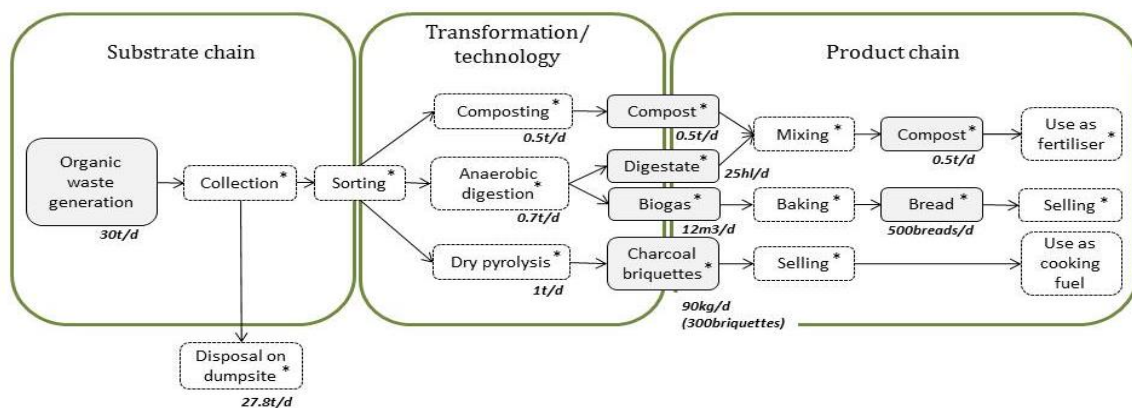 Substrate chain
Transformation/
technology
Product chain
Organic
waste
generation
30t/d
Collection*
Sorting*
Disposal on
dumpsite *
27.8t/d
Composting*
0.5t/d
Anaerobic
digestion*
0.7t/d
Dry pyrolysis*
1t/d
Compost*
0.5t/d
Digestate*
25hl/d
Biogas*
12m3/d
Charcoal
briquettes*
90kg/d
(300briquettes)
Mixing*
Compost*
0.5t/d
Use as
fertiliser*
Baking*
Bread*
500breads/d
Selling*
Selling*
Use as
cooking
fuel